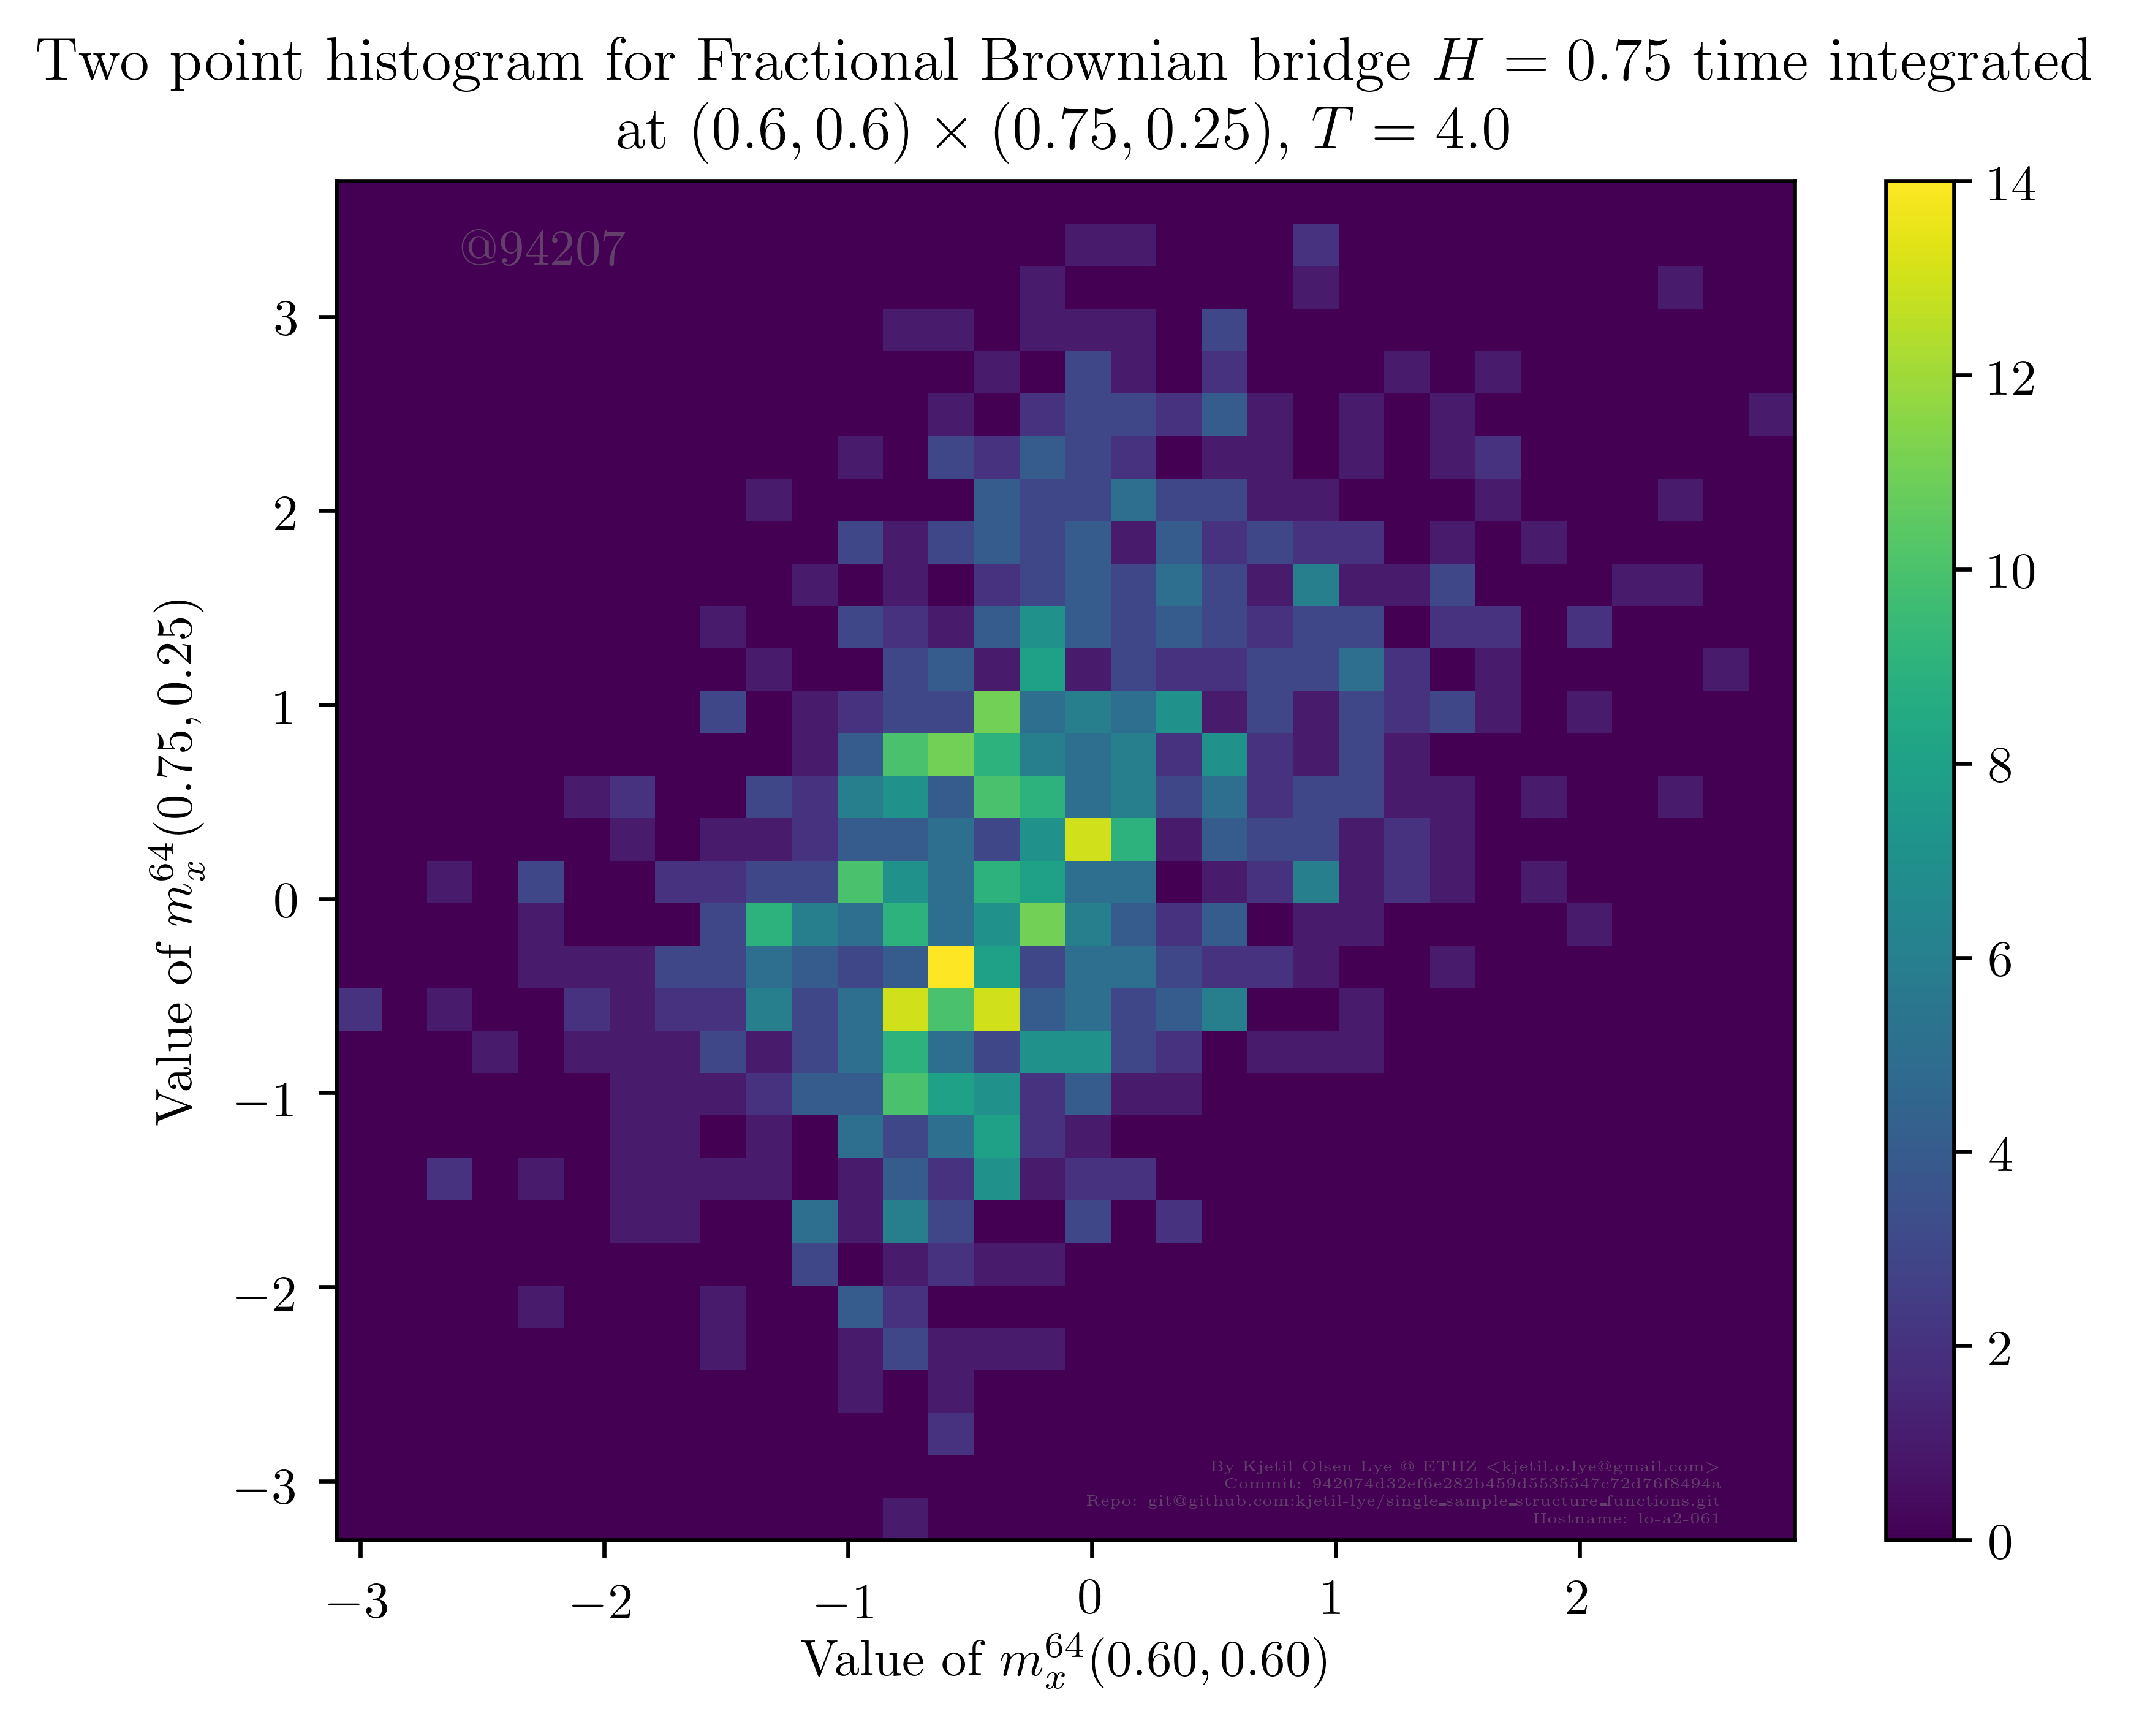 Two point histogram for Fractional Brownian bridge H = 0.75 time integrated
at (0.6, 0.6) × (0.75, 0.25), T = 4.0
@94207
14
12
10
8
6
4
2
0
3
2
1
0
−1
−2
−3
Value of m_x^64(0.75, 0.25)
−3
−2
−1
0
1
2
Value of m_x^64(0.60, 0.60)
By Kjetil Olsen Lye @ ETHZ <kjetil.o.lye@gmail.com>
Commit: 942074d32ef6e282b459d5535547c72d76f8494a
Repo: git@github.com:kjetil-lye/single_sample_structure_functions.git
Hostname: lo-a2-061